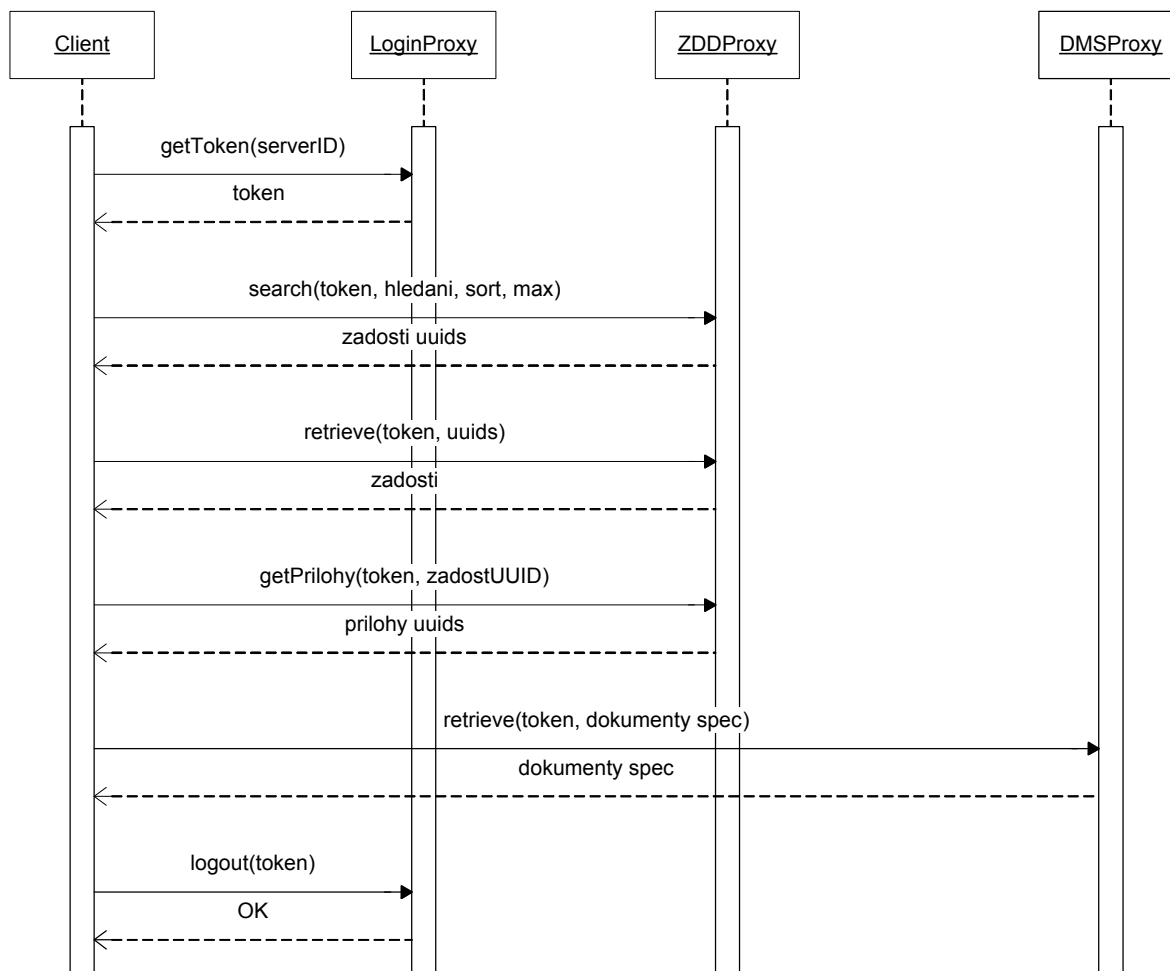 Client
LoginProxy
ZDDProxy
DMSProxy
getToken(serverID)
token
search(token, hledani, sort, max)
zadosti uuids
retrieve(token, uuids)
zadosti
getPrilohy(token, zadostUUID)
prilohy uuids
retrieve(token, dokumenty spec)
dokumenty spec
logout(token)
OK